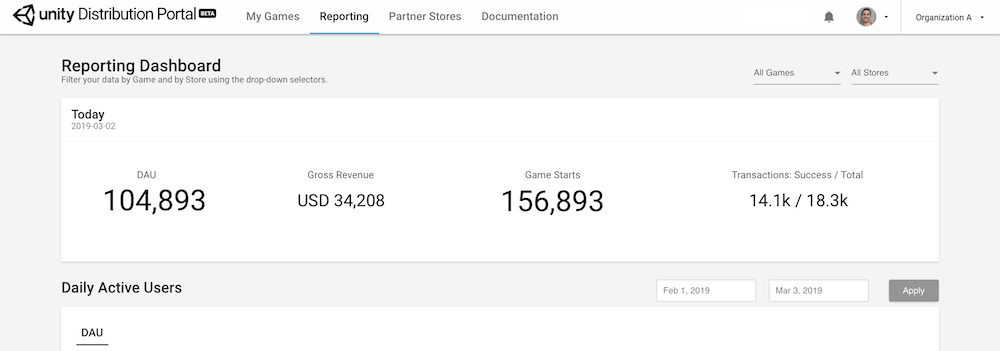 unity Distribution Portal BETA
My Games Reporting Partner Stores Documentation
Organization A
Reporting Dashboard
Filter your data by Game and by Store using the drop-down selectors.
All Games All Stores
Today
2019-03-02
DAU Gross Revenue Game Starts Transactions: Success / Total
104,893 USD 34,208 156,893 14.1k / 18.3k
Daily Active Users
Feb 1, 2019 Mar 3, 2019 Apply
DAU